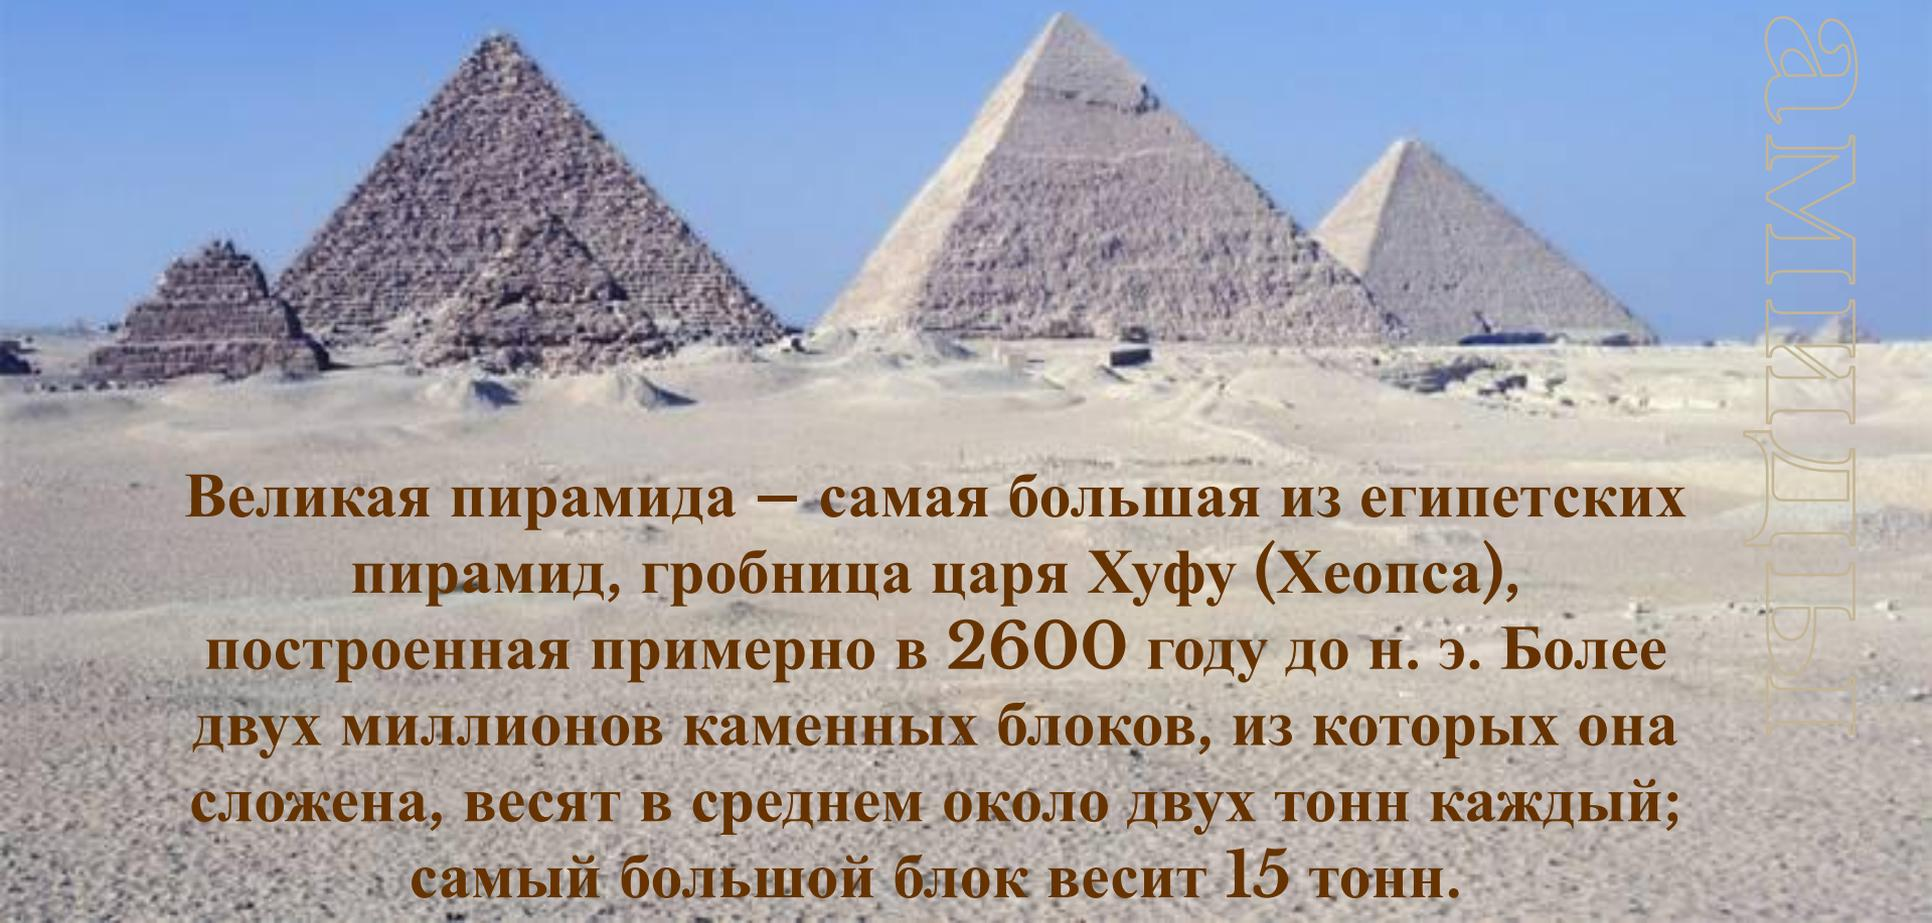 Великая пирамида – самая большая из египетских
пирамид, гробница царя Хуфу (Хеопса),
построенная примерно в 2600 году до н. э. Более
двух миллионов каменных блоков, из которых она
сложена, весят в среднем около двух тонн каждый;
самый большой блок весит 15 тонн.
амиды